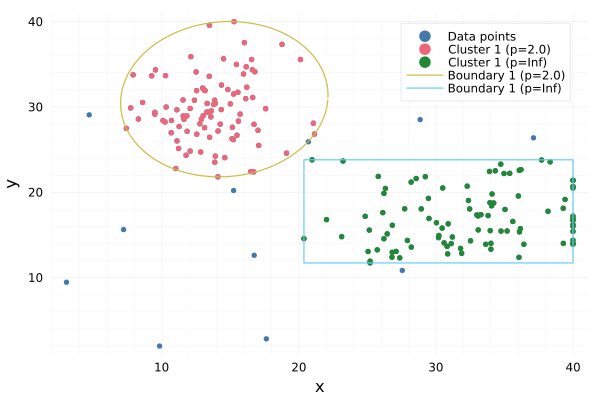 40
30
20
10
y
10
20
30
40
x
Data points
Cluster 1 (p=2.0)
Cluster 1 (p=Inf)
Boundary 1 (p=2.0)
Boundary 1 (p=Inf)